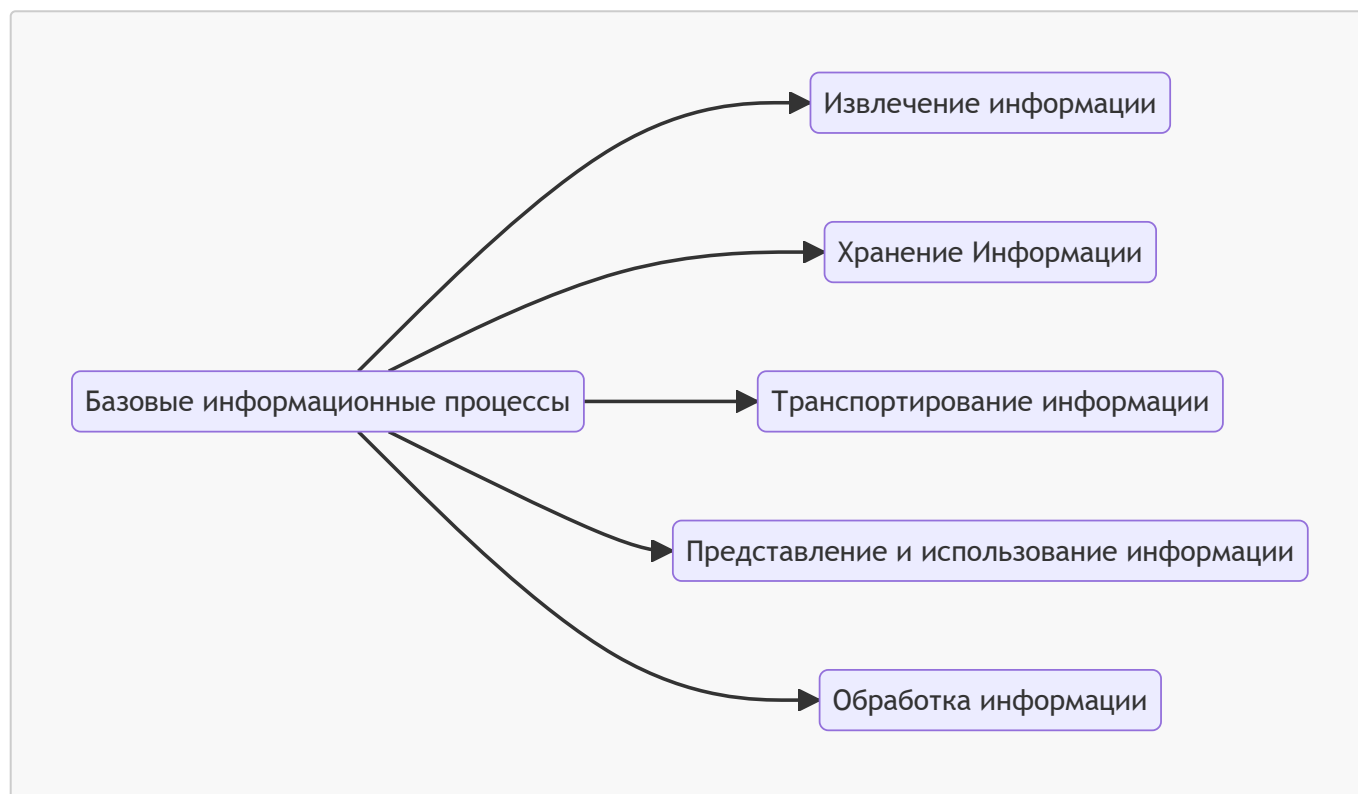 Извлечение информации
Хранение Информации
Базовые информационные процессы
Транспортирование информации
Представление и использование информации
Обработка информации